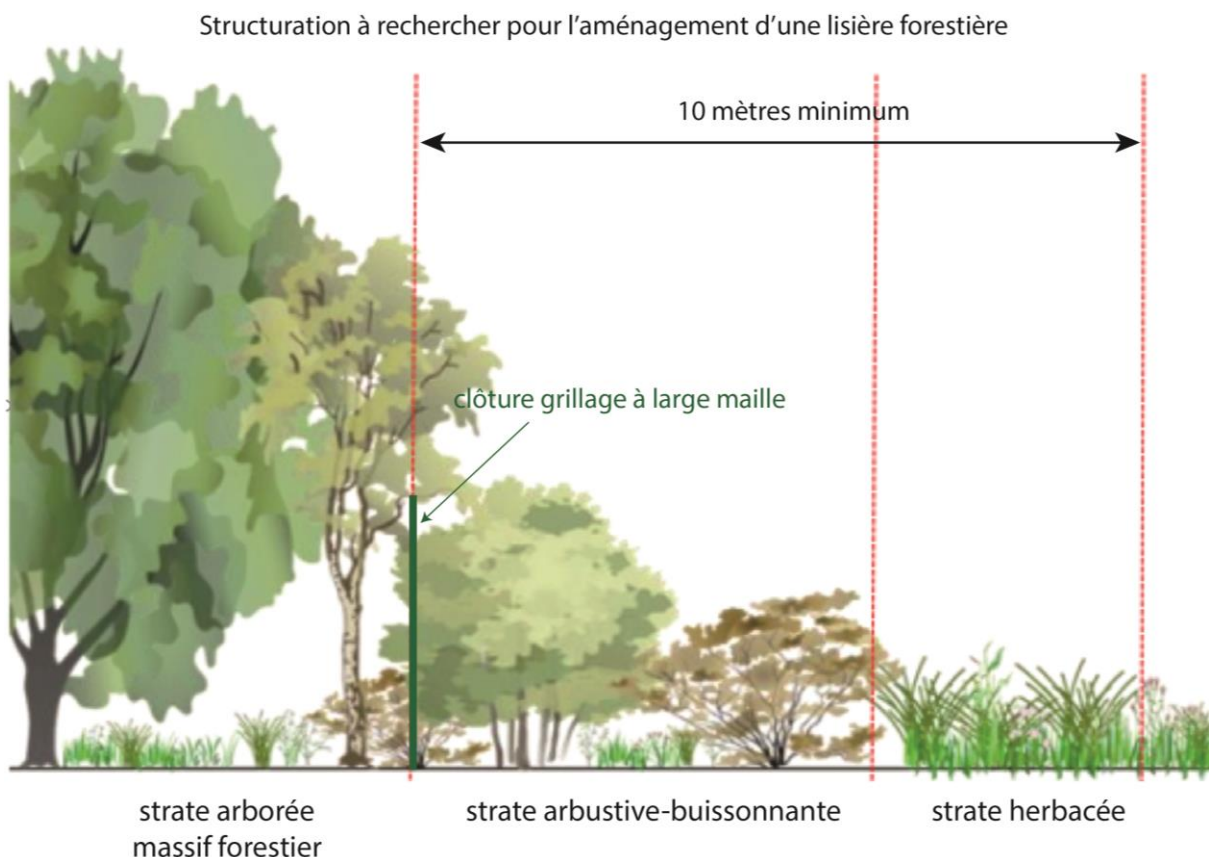 Structuration à rechercher pour l'aménagement d'une lisière forestière
10 mètres minimum
clôture grillage à large maille
strate arborée
massif forestier
strate arbustive-buissonnante
strate herbacée